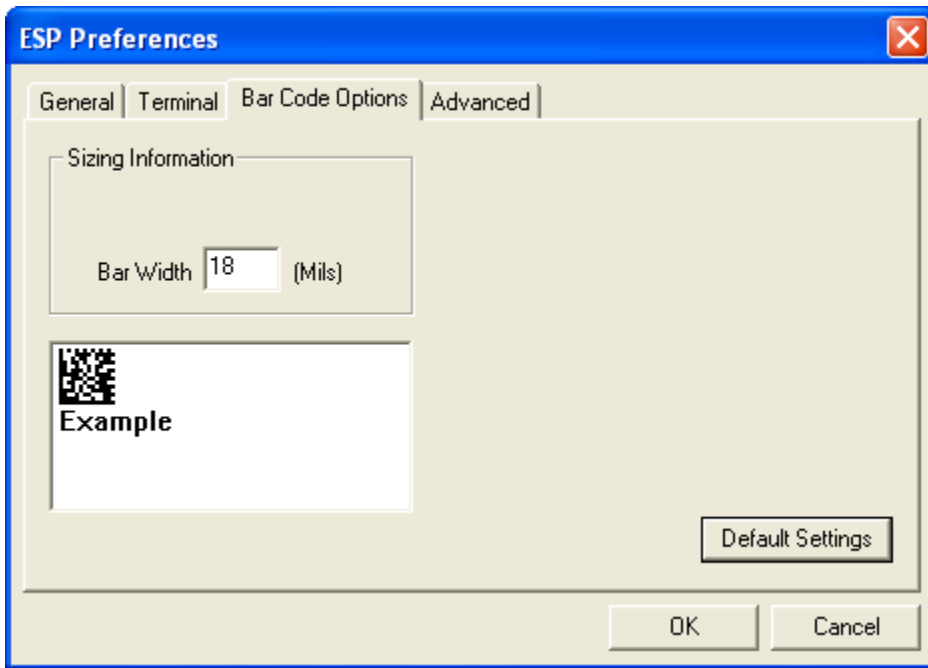 ESP Preferences
General Terminal Bar Code Options Advanced
Sizing Information
Bar Width 18 (Mils)
Example
Default Settings
OK Cancel